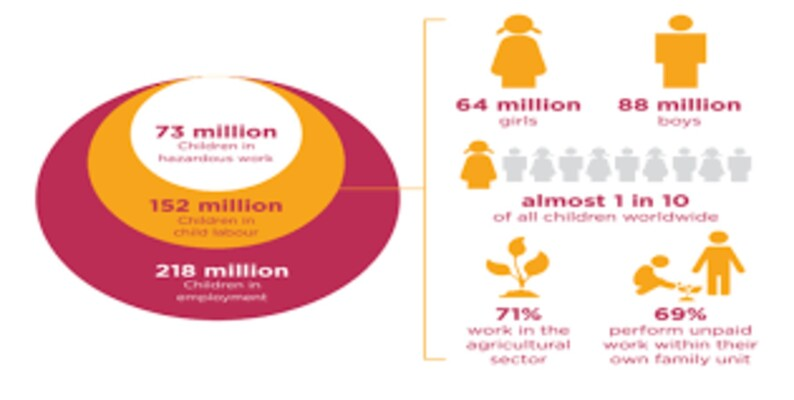 73 million
Children in
hazardous work
152 million
Children in
child labour
218 million
Children in
employment
64 million
girls
88 million
boys
almost 1 in 10
of all children worldwide
71%
work in the
agricultural
sector
69%
perform unpaid
work within their
own family unit